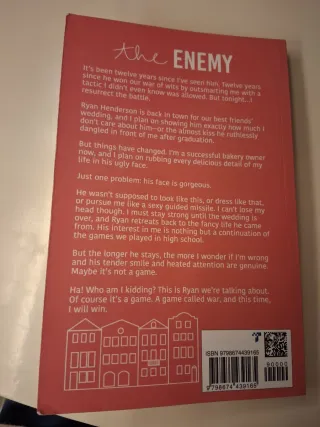 the ENEMY
It's been twelve years since I've seen him. Twelve years
since he won our war of wits by outsmarting me with a
tactic I didn't even know was allowed. But tonight...I
resurrect the battle.
Ryan Henderson is back in town for our best friends'
wedding, and I plan on showing him exactly how much I
don't care about him—or the almost kiss he ruthlessly
dangled in front of me after graduation.
But things have changed. I'm a successful bakery owner
now, and I plan on rubbing every delicious detail of my
life in his ugly face.
Just one problem: his face is gorgeous.
He wasn't supposed to look like this, or dress like that,
or pursue me like a sexy guided missile. I can't lose my
head though. I must stay strong until the wedding is
over, and Ryan retreats back to the fancy life he came
from. His interest in me is nothing but a continuation of
the games we played in high school.
But the longer he stays, the more I wonder if I'm wrong
and his tender smile and heated attention are genuine.
Maybe it's not a game.
Ha! Who am I kidding? This is Ryan we're talking about.
Of course it's a game. A game called war, and this time,
I will win.
ISBN 9798674439165
90000
9 798674 439165